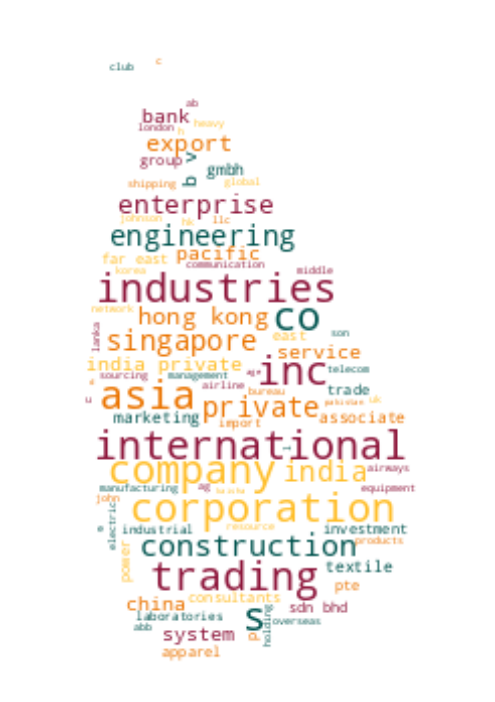 c
club
ab
bank
london
h
heavy
export
group
v
gmbh
shipping
b
global
enterprise
johnson
hk
llc
engineering
pacific
far east
communication
korea
middle
industries
network
hong kong
co
lanka
singapore
east
son
service
india private
inc
telecom
sourcing
management
airline
asia
bureau
trade
uk
u
private
pakistan
marketing
import
associate
international
company
india
airways
manufacturing
ag
equipment
john
corporation
electric
e
industrial
resource
investment
construction
products
power
trading
textile
pte
china
consultants
laboratories
s
p
holding
sdn bhd
overseas
abb
system
apparel